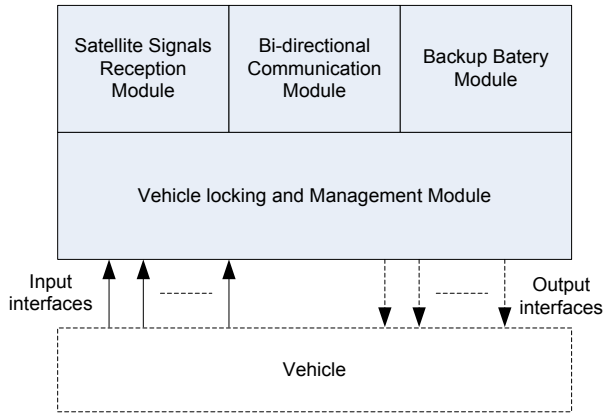 Satellite Signals
Reception
Module
Bi-directional
Communication
Module
Backup Batery
Module
Vehicle locking and Management Module
Input
interfaces
Output
interfaces
Vehicle